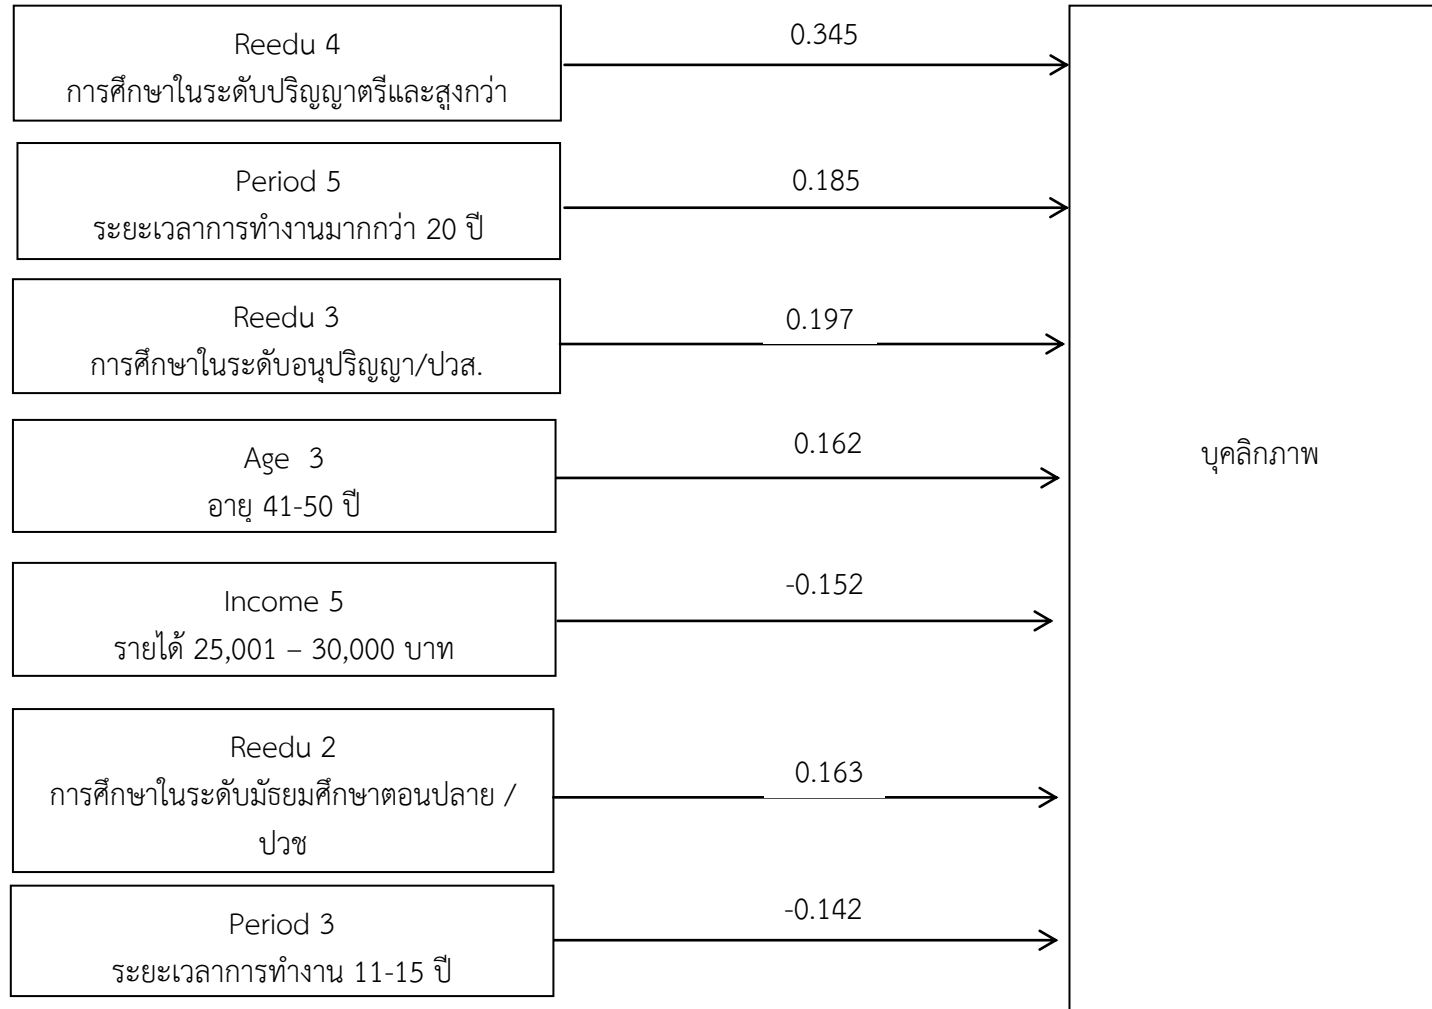 Reedu 4
การศึกษาในระดับปริญญาตรีและสูงกว่า
0.345
Period 5
ระยะเวลาการทำงานมากกว่า 20 ปี
0.185
Reedu 3
การศึกษาในระดับอนุปริญญา/ปวส.
0.197
Age 3
อายุ 41-50 ปี
0.162
บุคลิกภาพ
Income 5
รายได้ 25,001 – 30,000 บาท
-0.152
Reedu 2
การศึกษาในระดับมัธยมศึกษาตอนปลาย /
ปวช
0.163
Period 3
ระยะเวลาการทำงาน 11-15 ปี
-0.142